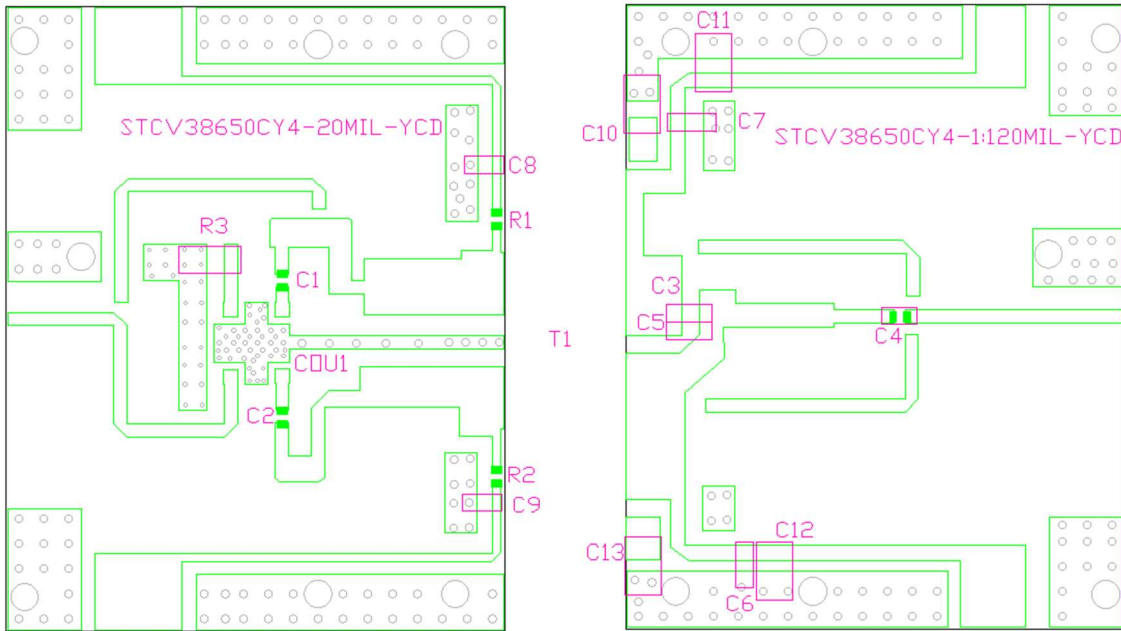 STCV38650CY4-20MIL-YCD
C8
R1
R3
C1
COU1
C2
R2
C9
T1
C11
C10
C7
STCV38650CY4-1:120MIL-YCD
C3
C5
C4
C13
C12
C6